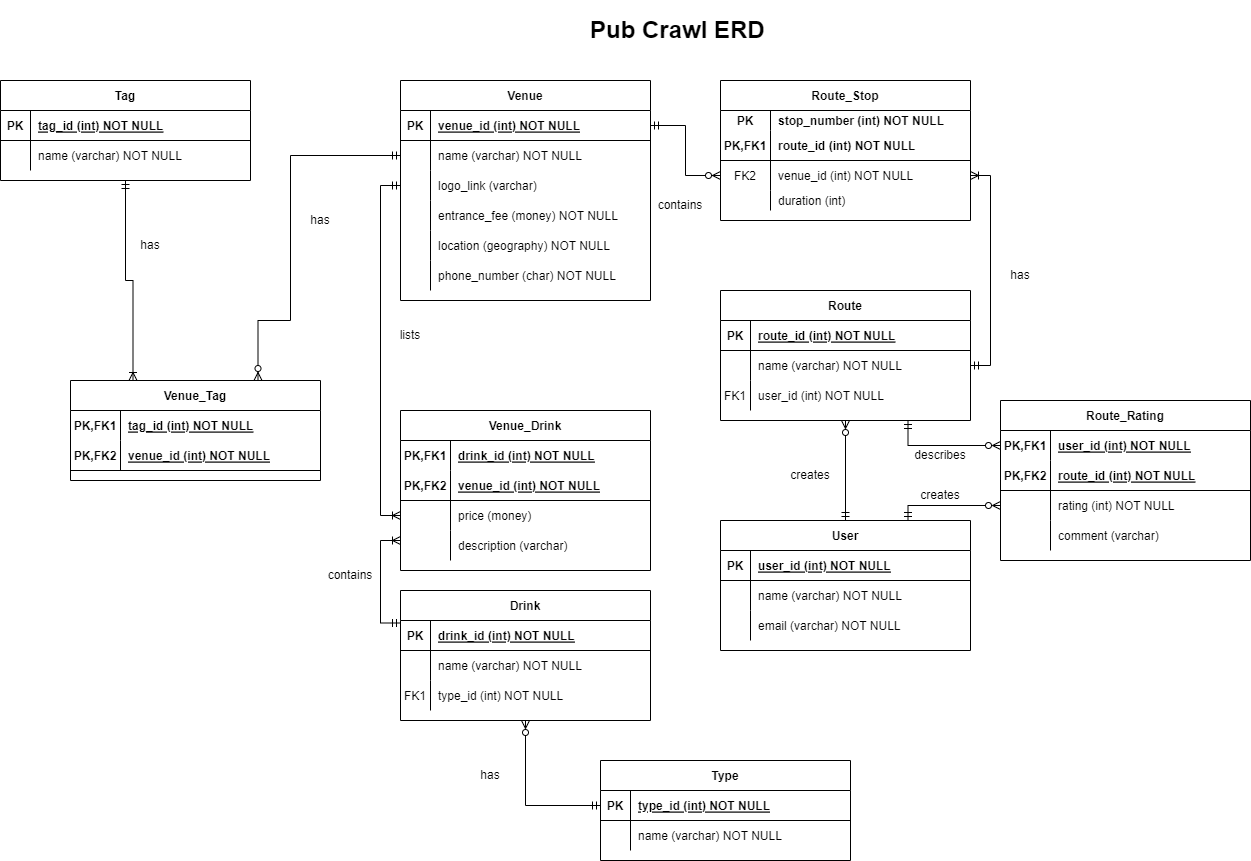 Pub Crawl ERD
Tag
PK tag_id (int) NOT NULL
name (varchar) NOT NULL
has
Venue
PK venue_id (int) NOT NULL
name (varchar) NOT NULL
logo_link (varchar)
entrance_fee (money) NOT NULL
location (geography) NOT NULL
phone_number (char) NOT NULL
has
lists
contains
Route_Stop
PK stop_number (int) NOT NULL
PK,FK1 route_id (int) NOT NULL
FK2 venue_id (int) NOT NULL
duration (int)
has
Route
PK route_id (int) NOT NULL
name (varchar) NOT NULL
FK1 user_id (int) NOT NULL
Venue_Tag
PK,FK1 tag_id (int) NOT NULL
PK,FK2 venue_id (int) NOT NULL
Venue_Drink
PK,FK1 drink_id (int) NOT NULL
PK,FK2 venue_id (int) NOT NULL
price (money)
description (varchar)
contains
Route_Rating
PK,FK1 user_id (int) NOT NULL
PK,FK2 route_id (int) NOT NULL
rating (int) NOT NULL
comment (varchar)
describes
creates
creates
User
PK user_id (int) NOT NULL
name (varchar) NOT NULL
email (varchar) NOT NULL
Drink
PK drink_id (int) NOT NULL
name (varchar) NOT NULL
FK1 type_id (int) NOT NULL
has
Type
PK type_id (int) NOT NULL
name (varchar) NOT NULL